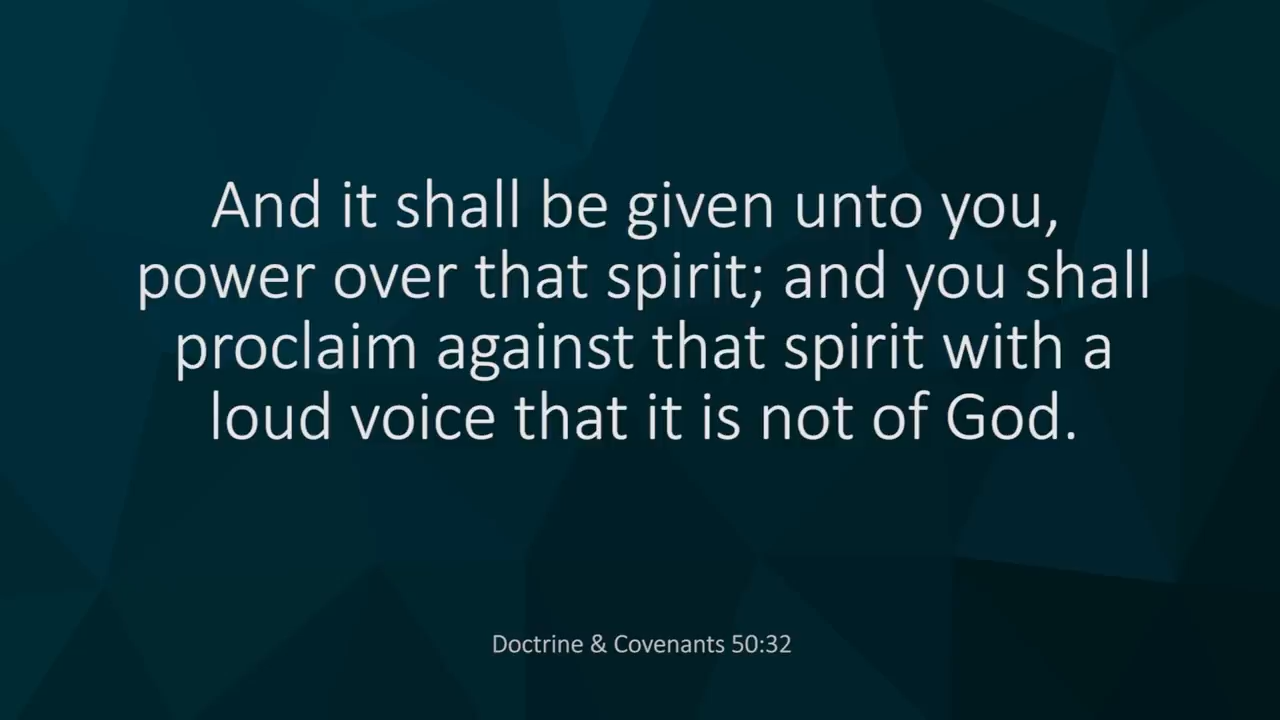 And it shall be given unto you,
power over that spirit; and you shall
proclaim against that spirit with a
loud voice that it is not of God.
Doctrine & Covenants 50:32